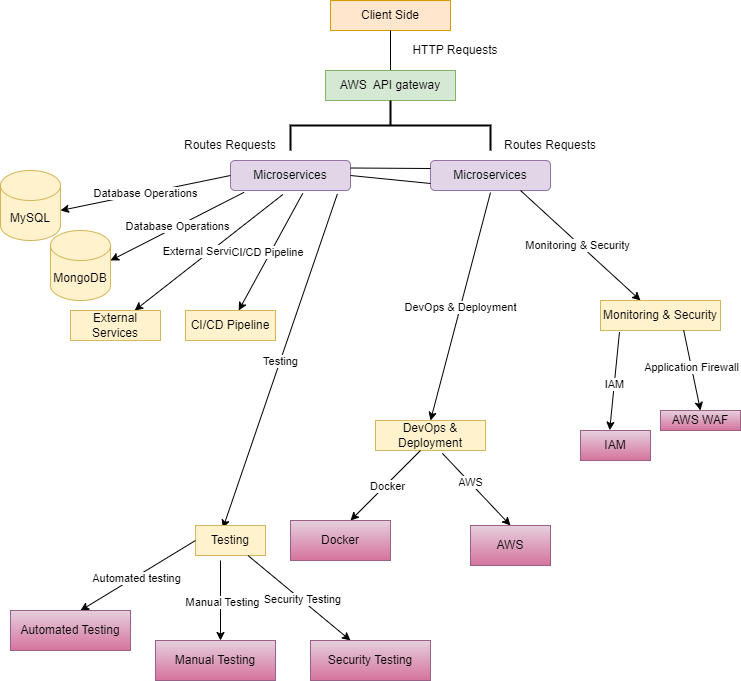 Client Side
HTTP Requests
AWS API gateway
Routes Requests
Routes Requests
Microservices
Microservices
Database Operations
MySQL
Database Operations
Monitoring & Security
External Servi
CI/CD Pipeline
MongoDB
DevOps & Deployment
External
Services
CI/CD Pipeline
Monitoring & Security
Testing
Application Firewall
IAM
AWS WAF
DevOps &
Deployment
IAM
Docker
AWS
Testing
Docker
AWS
Automated testing
Manual Testing
Security Testing
Automated Testing
Manual Testing
Security Testing